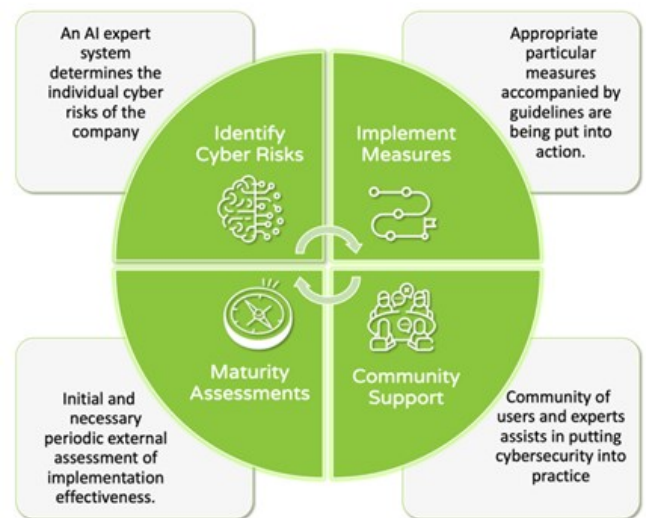 An AI expert
system
determines the
individual cyber
risks of the
company
Appropriate
particular
measures
accompanied by
guidelines are
being put into
action.
Identify
Cyber Risks
Implement
Measures
Maturity
Assessments
Community
Support
Initial and
necessary
periodic external
assessment of
implementation
effectiveness.
Community of
users and experts
assists in putting
cybersecurity into
practice